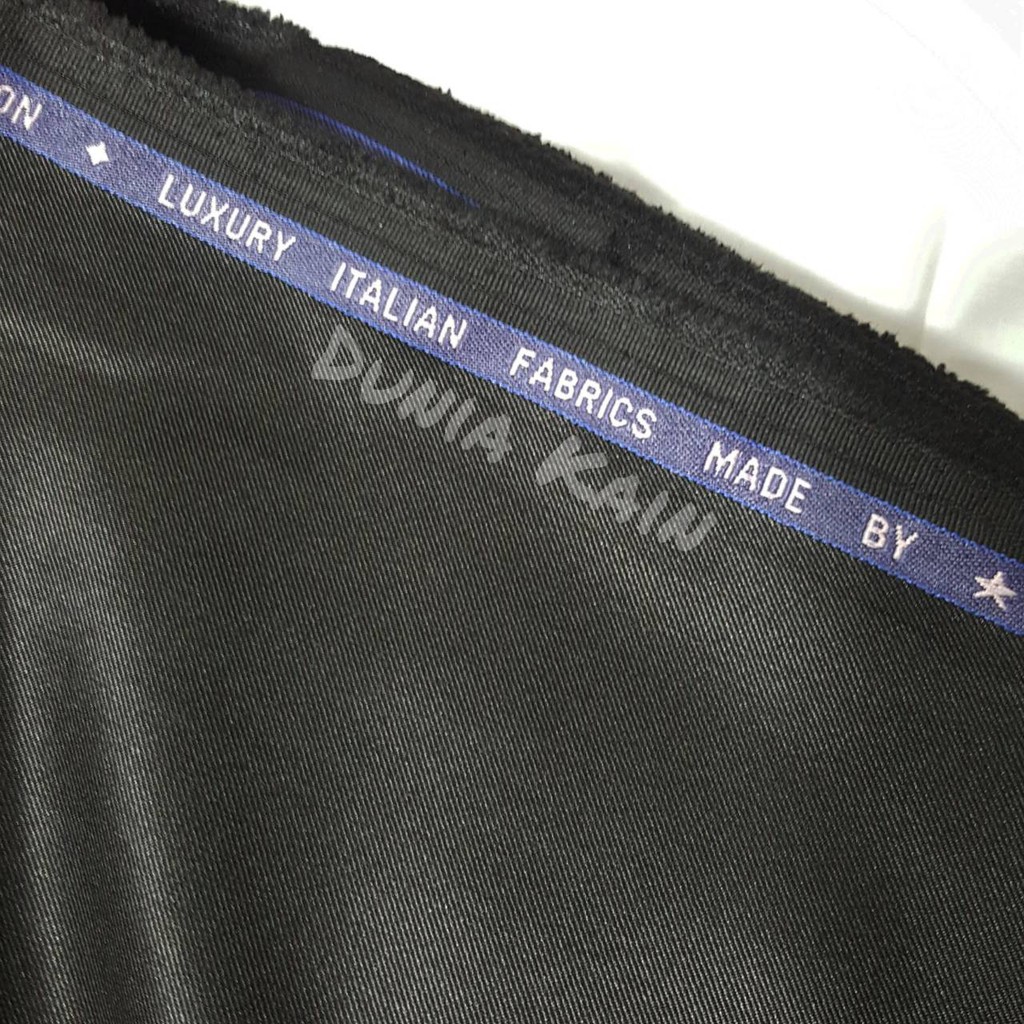 ON ✦ LUXURY ITALIAN FABRICS MADE BY ★
DUNIA KAIN